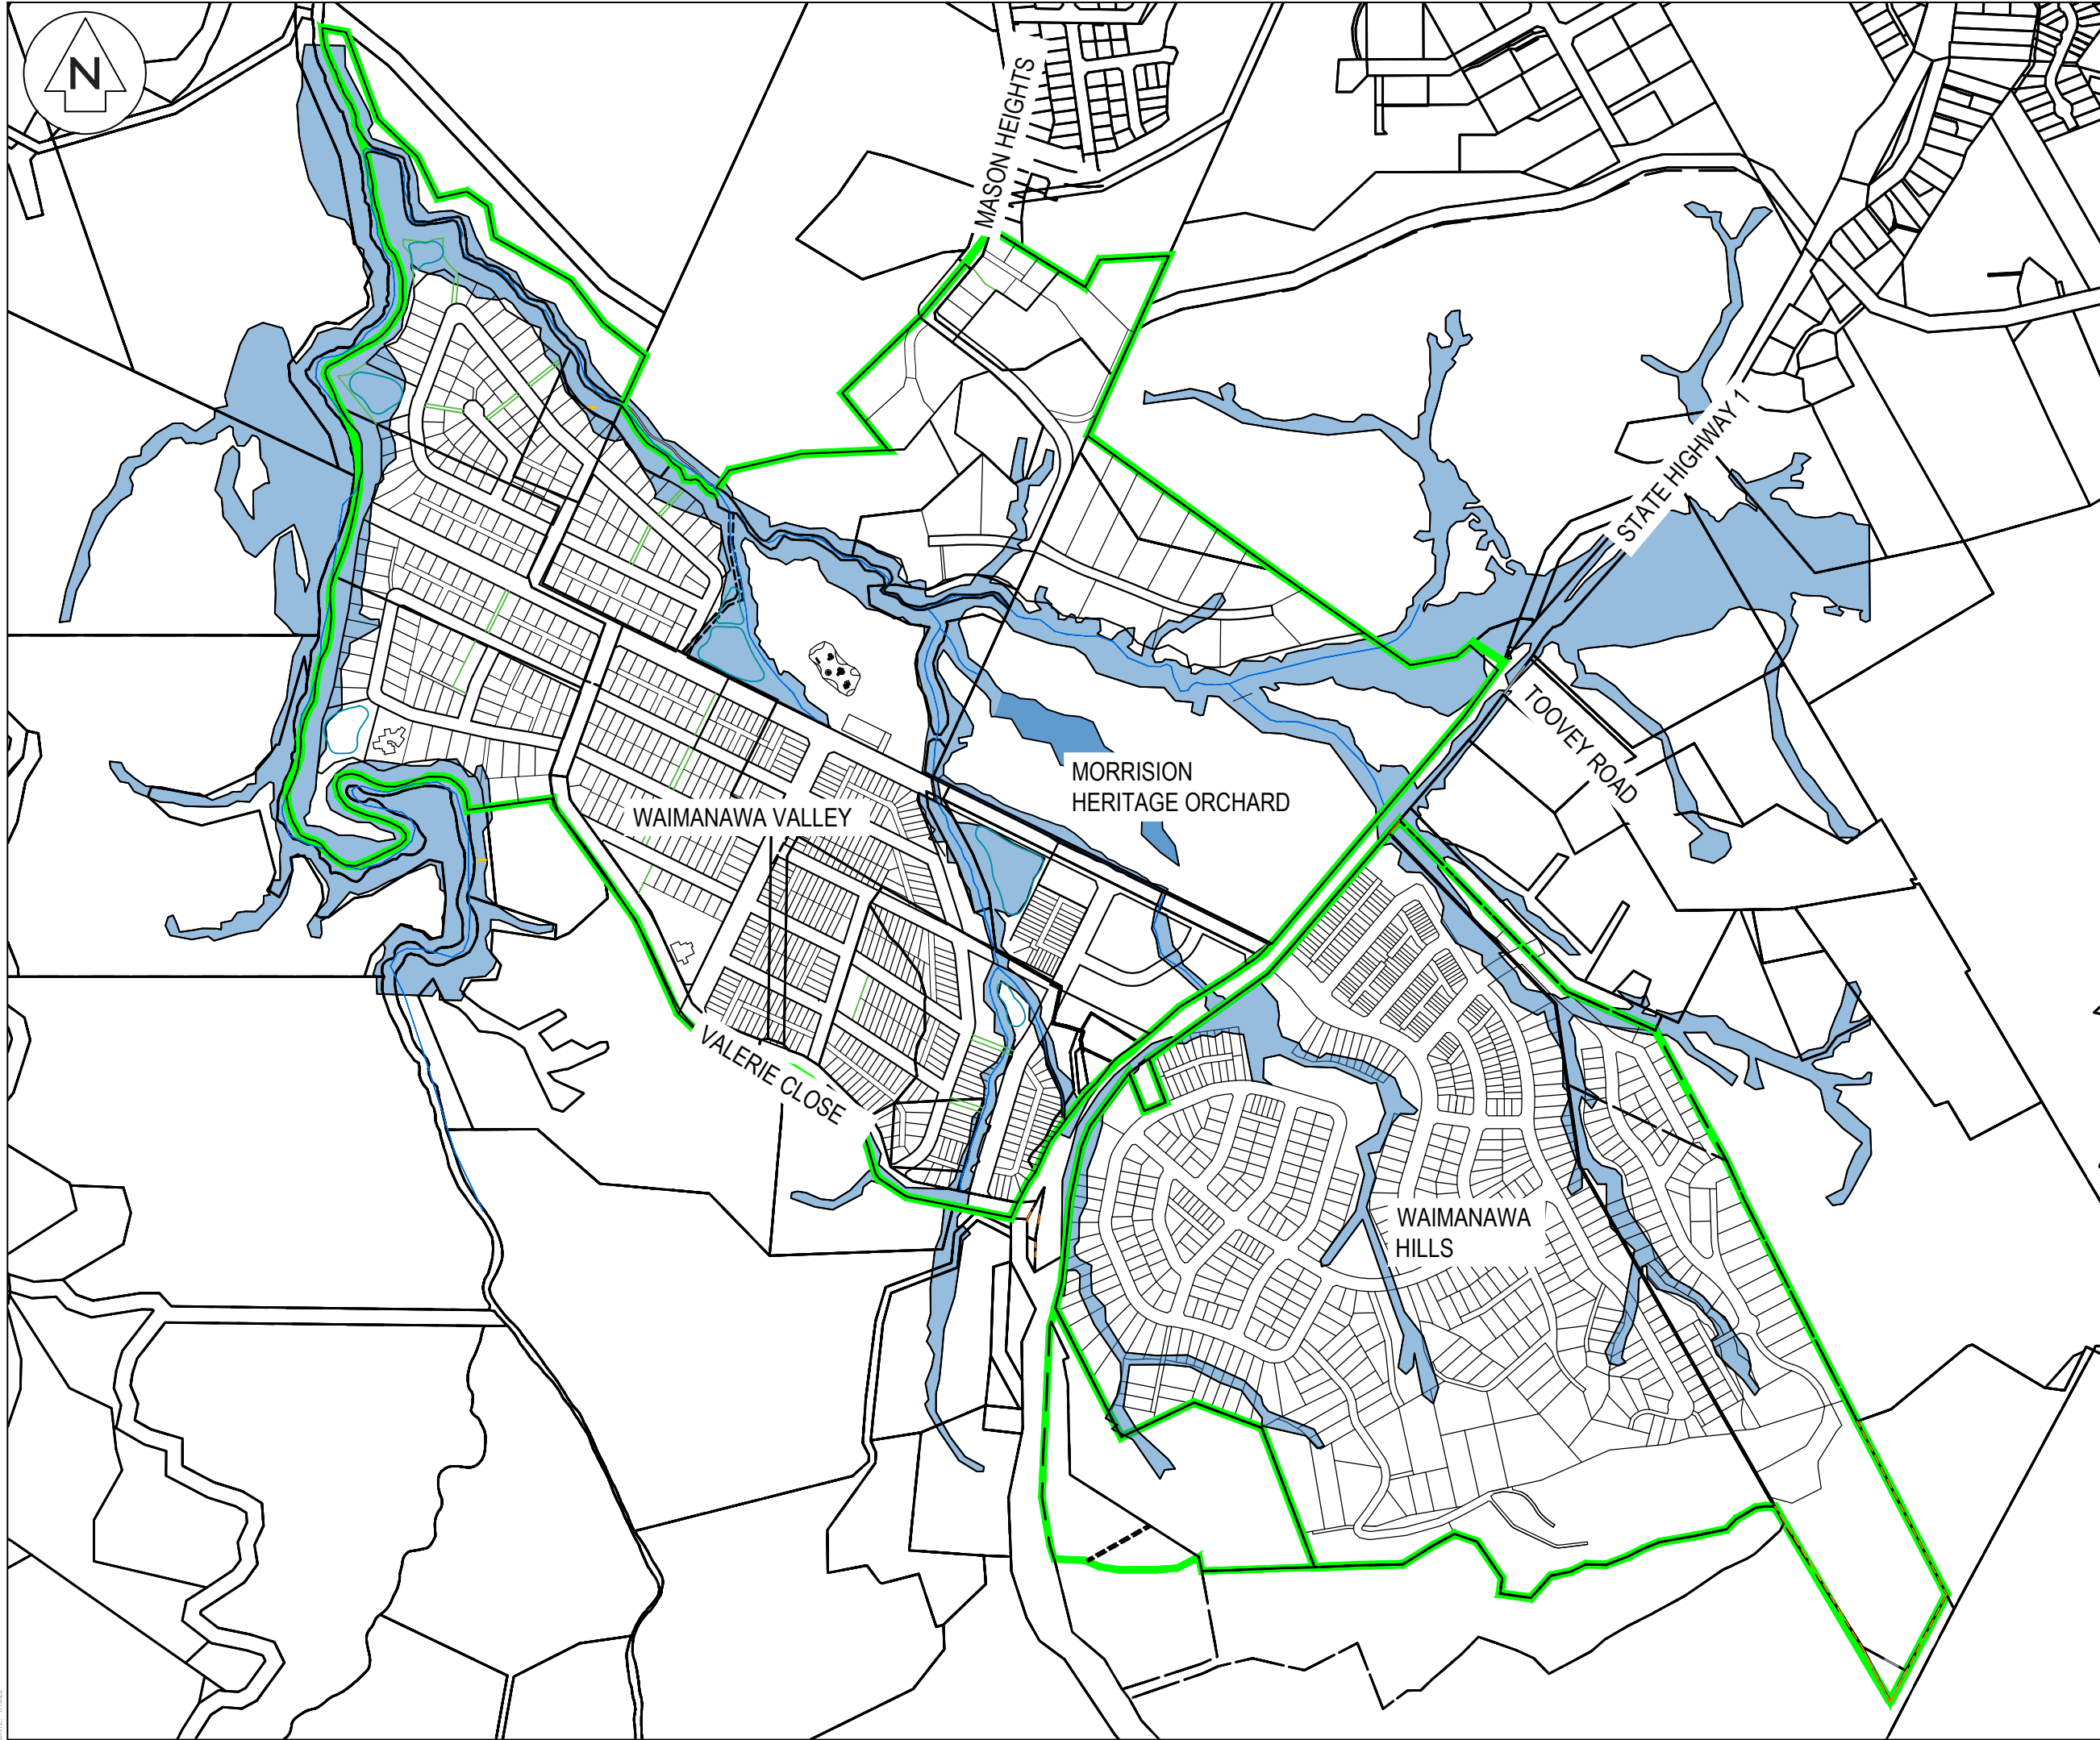 N
MASON HEIGHTS
STATE HIGHWAY 1
TOOVEY ROAD
MORRISION
HERITAGE ORCHARD
WAIMANAWA VALLEY
VALERIE CLOSE
WAIMANAWA
HILLS